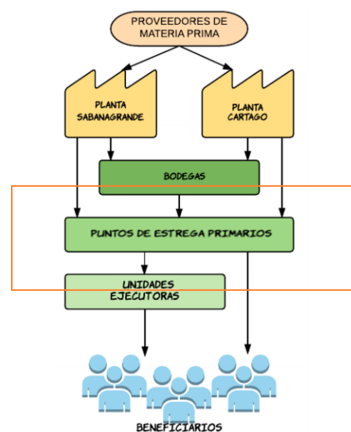 PROVEEDORES DE
MATERIA PRIMA
PLANTA
SABANAGRANDE
PLANTA
CARTAGO
BODEGAS
PUNTOS DE ESTREGA PRIMARIOS
UNIDADES
EJECUTORAS
BENEFICIARIOS